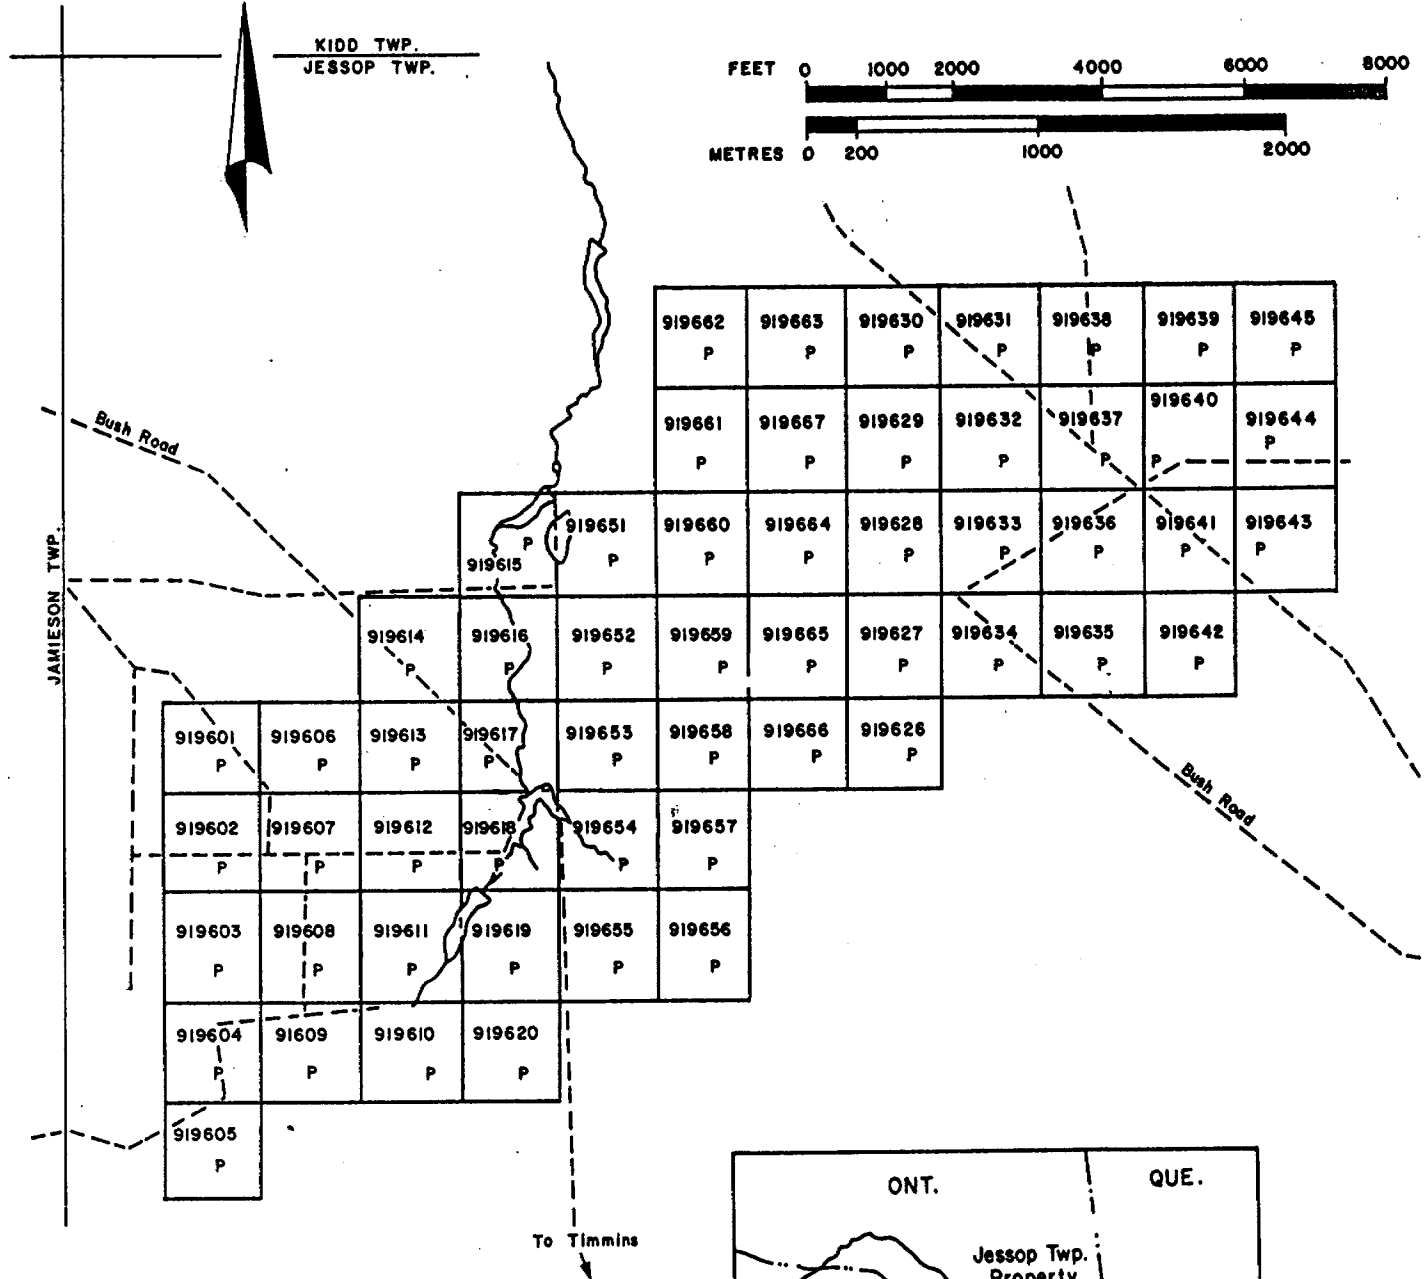 KIDD TWP.
JESSOP TWP.
FEET 0 1000 2000 4000 6000 8000
METRES 0 200 1000 2000
919662 919663 919630 919631 919638 919639 919645
P P P P P P P
919661 919667 919629 919632 919637 919640 919644
P P P P P P P
Bush Road
919615 919651 919660 919664 919628 919633 919636 919641 919643
P P P P P P P P P
JAMIESON TWP.
919614 919616 919652 919659 919665 919627 919634 919635 919642
P P P P P P P P P
919601 919606 919613 919617 919653 919658 919666 919626
P P P P P P P P
Bush Road
919602 919607 919612 919618 919654 919657
P P P P P P
919603 919608 919611 919619 919655 919656
P P P P P P
919604 91609 919610 919620
P P P P
919605
P
To Timmins
ONT. QUE.
Jessop Twp.
Property